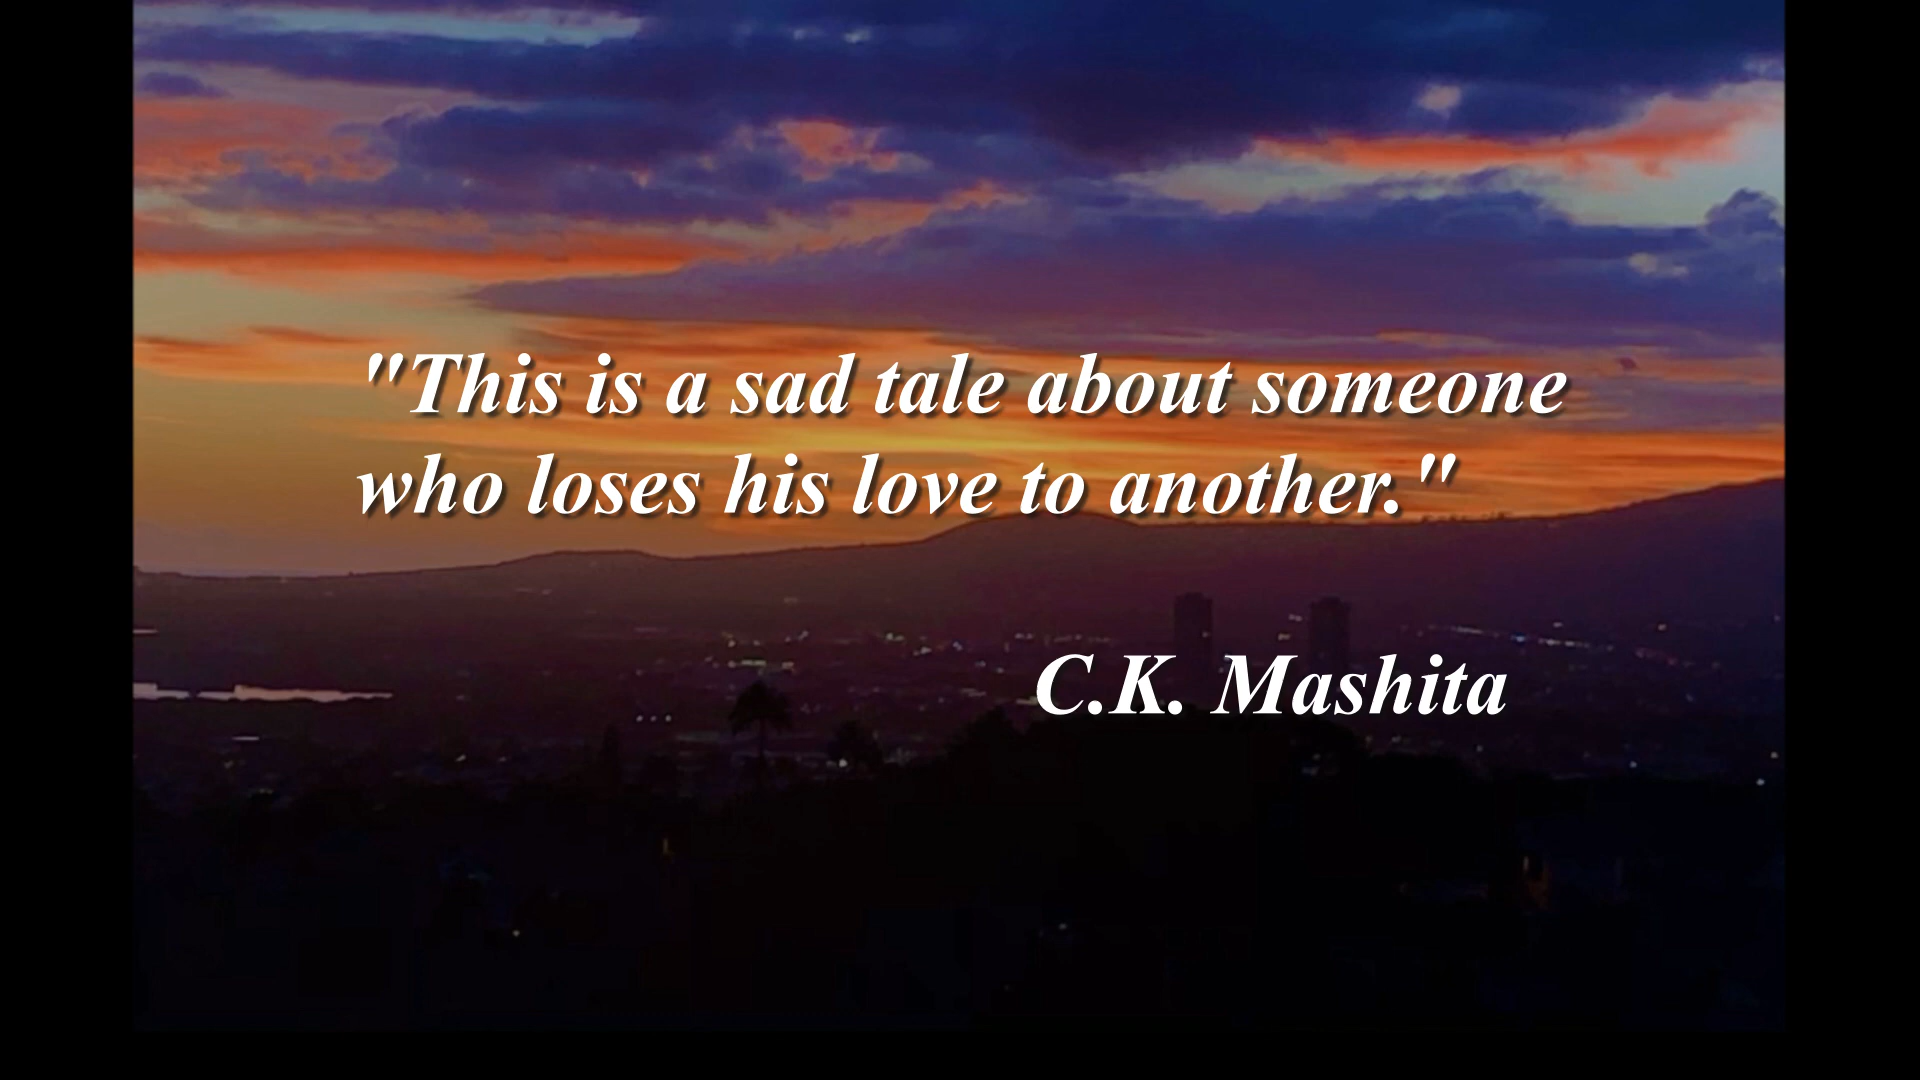 "This is a sad tale about someone
who loses his love to another."
C.K. Mashita